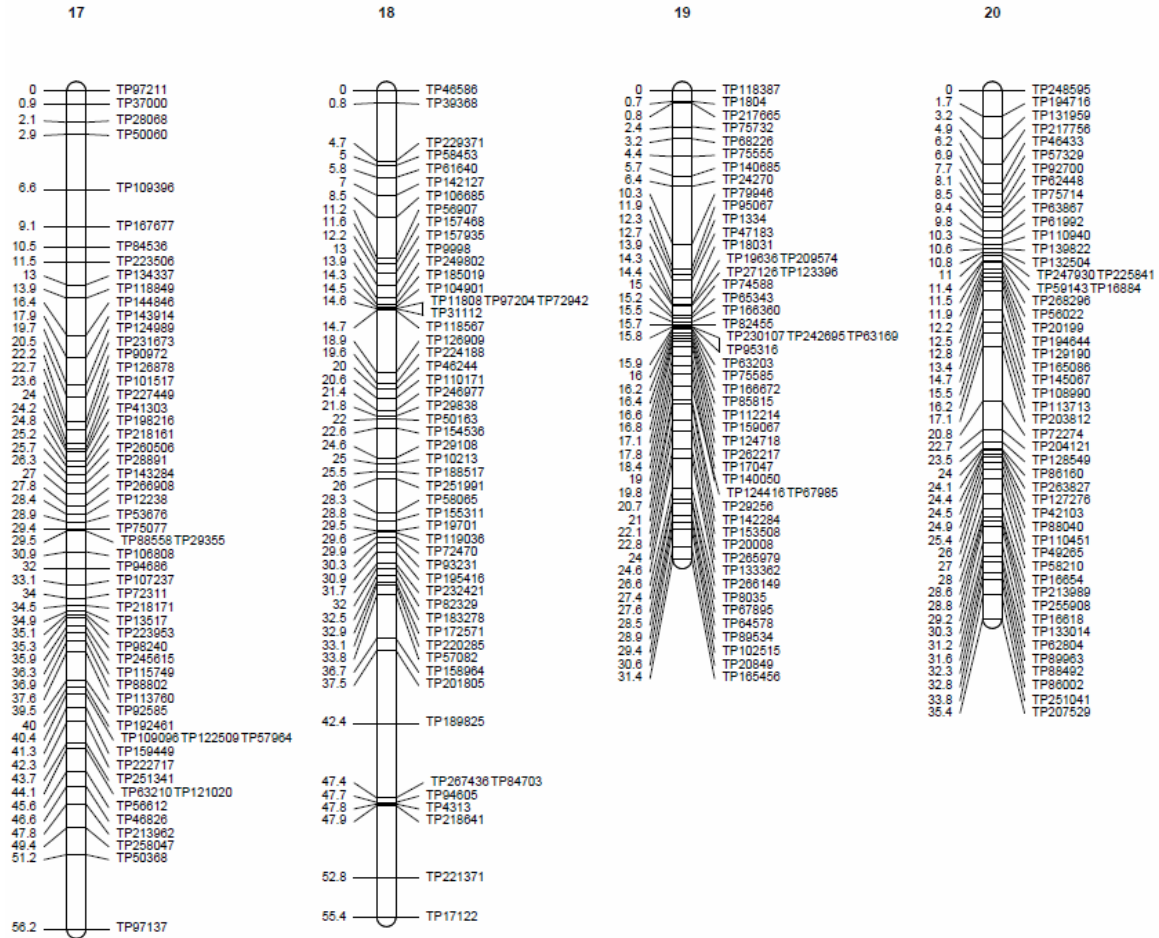 17
0 TP97211
0.9 TP37000
2.1 TP28068
2.9 TP50060
6.6 TP109396
9.1 TP167677
10.5 TP84536
11.5 TP223506
13 TP134337
13.9 TP118849
16.4 TP144846
17.9 TP143914
19.7 TP124989
20.5 TP231673
22.2 TP90972
22.7 TP126878
23.6 TP101517
24 TP227449
24.2 TP41303
24.8 TP198216
25.2 TP218161
25.7 TP260506
26.3 TP28891
27 TP143284
27.8 TP266908
28.4 TP12238
28.9 TP53676
29.4 TP75077
29.5 TP88558 TP29355
30.9 TP106808
32 TP94686
33.1 TP107237
34 TP72311
34.5 TP218171
34.9 TP13517
35.1 TP223953
35.3 TP98240
35.9 TP245615
36.3 TP115749
36.9 TP88802
37.6 TP113760
39.5 TP92585
40 TP192461
40.4 TP109096 TP122509 TP57964
41.3 TP159449
42.3 TP222717
43.7 TP251341
44.1 TP63210 TP121020
45.6 TP56612
46.6 TP46826
47.8 TP213962
49.4 TP258047
51.2 TP50368
56.2 TP97137
18
0 TP46586
0.8 TP39368
4.7 TP229371
5 TP58453
5.8 TP61640
7 TP142127
8.5 TP106685
11.2 TP56907
11.6 TP157468
12.2 TP157935
13 TP9998
13.9 TP249802
14.3 TP185019
14.5 TP104901
14.6 TP11808 TP97204 TP72942
TP31112
14.7 TP118567
18.9 TP126909
19.6 TP224188
20 TP46244
20.6 TP110171
21.4 TP246977
21.8 TP29838
22 TP50163
22.6 TP154536
24.6 TP29108
25 TP10213
25.5 TP188517
26 TP251991
28.3 TP58065
28.8 TP155311
29.5 TP19701
29.6 TP119036
29.9 TP72470
30.3 TP93231
30.9 TP195416
31.7 TP232421
32 TP82329
32.5 TP183278
32.9 TP172571
33.1 TP220285
33.8 TP57082
36.7 TP158964
37.5 TP201805
42.4 TP189825
47.4 TP267436 TP84703
47.7 TP94605
47.8 TP4313
47.9 TP218641
52.8 TP221371
55.4 TP17122
19
0 TP118387
0.7 TP1804
0.8 TP217665
2.4 TP75732
3.2 TP68226
4.4 TP75555
5.7 TP140685
6.4 TP24270
10.3 TP79946
11.9 TP95067
12.3 TP1334
12.7 TP47183
13.9 TP18031
14.3 TP19636 TP209574
14.4 TP27126 TP123396
15 TP74588
15.2 TP65343
15.5 TP166360
15.7 TP82455
15.8 TP230107 TP242695 TP63169
TP95316
15.9 TP63203
16 TP75585
16.2 TP166672
16.4 TP85815
16.6 TP112214
16.8 TP159067
17.1 TP124718
17.8 TP262217
18.4 TP17047
19 TP140050
19.8 TP124416 TP67985
20.7 TP29256
21 TP142284
22.1 TP153508
22.8 TP20008
24 TP265979
24.6 TP133362
26.6 TP266149
27.4 TP8035
27.6 TP67895
28.5 TP64578
28.9 TP89534
29.4 TP102515
30.6 TP20849
31.4 TP165456
20
0 TP248595
1.7 TP194716
3.2 TP131959
4.9 TP217756
6.2 TP46433
6.9 TP57329
7.7 TP92700
8.1 TP62448
8.5 TP75714
9.4 TP63867
9.8 TP61992
10.3 TP110940
10.6 TP139822
10.8 TP132504
11 TP247930 TP225841
11.4 TP59143 TP16884
11.5 TP268296
11.9 TP56022
12.2 TP20199
12.5 TP194644
12.8 TP129190
13.4 TP165086
14.7 TP145067
15.5 TP108990
16.2 TP113713
17.1 TP203812
20.8 TP72274
22.7 TP204121
23.5 TP128549
24 TP86160
24.1 TP263827
24.4 TP127276
24.5 TP42103
24.9 TP88040
25.4 TP110451
26 TP49265
27 TP58210
28 TP16654
28.6 TP213989
28.8 TP255908
29.2 TP16618
30.3 TP133014
31.2 TP62804
31.6 TP89963
32.3 TP88492
32.8 TP86002
33.8 TP251041
35.4 TP207529